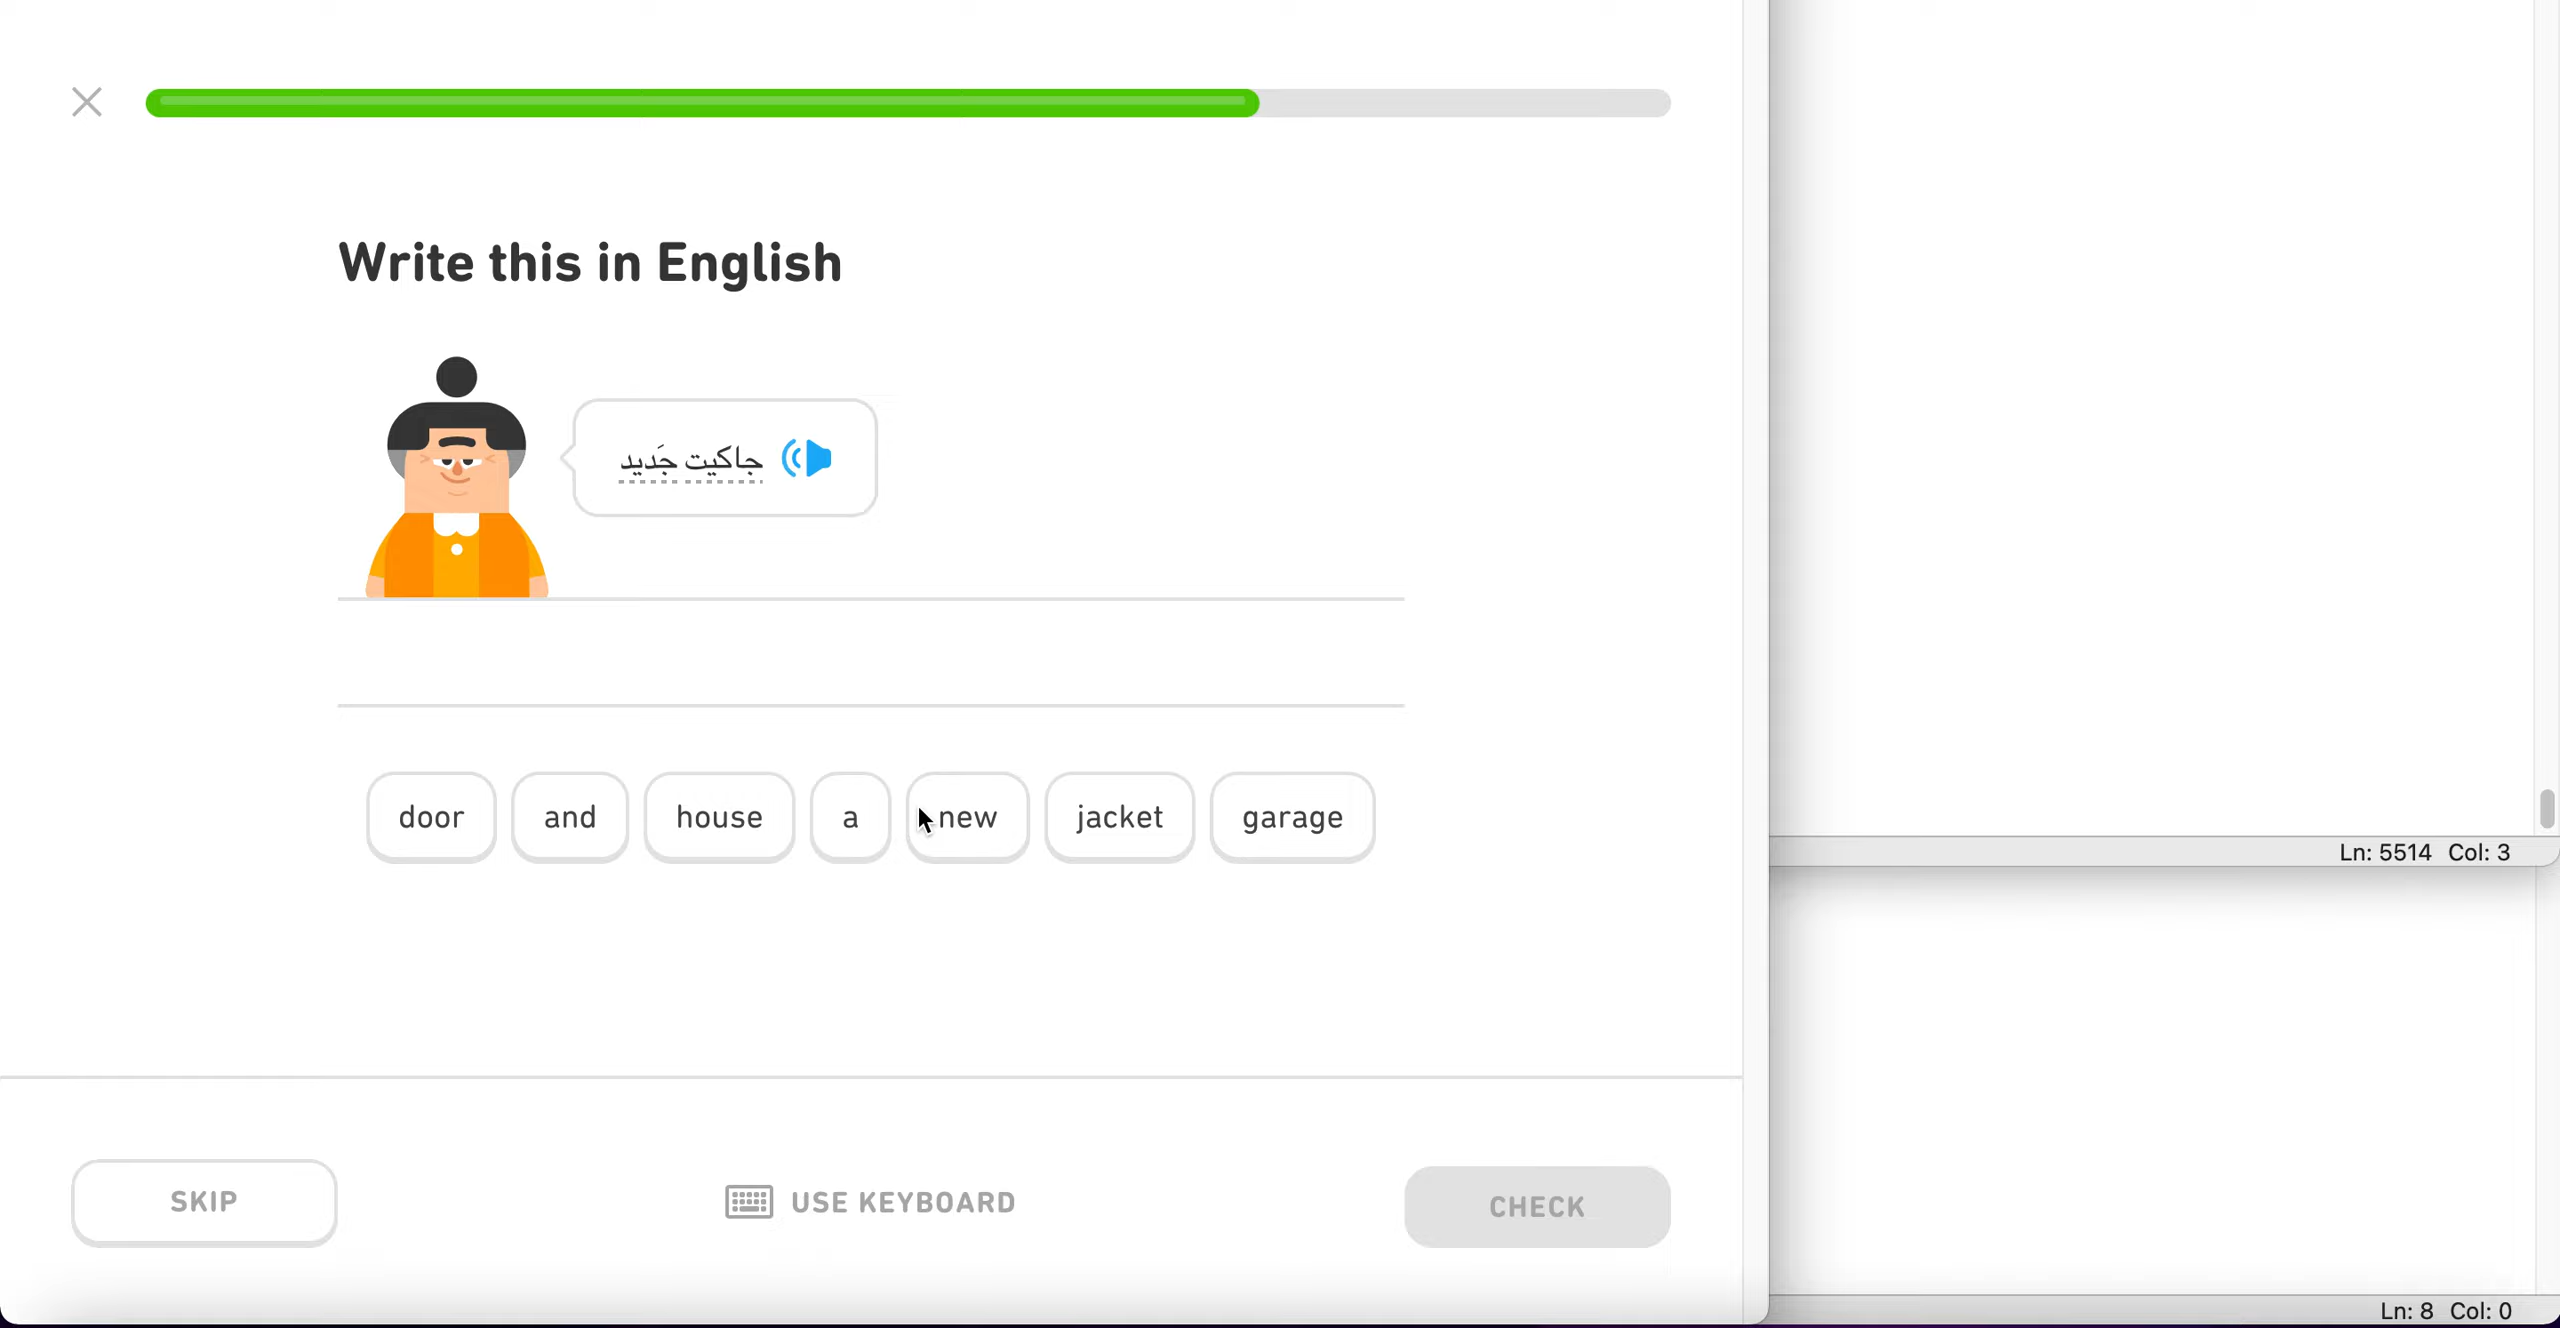 Write this in English
جاكيت جَديد
door and house a new jacket garage
Ln: 5514 Col: 3
SKIP USE KEYBOARD CHECK
Ln: 8 Col: 0